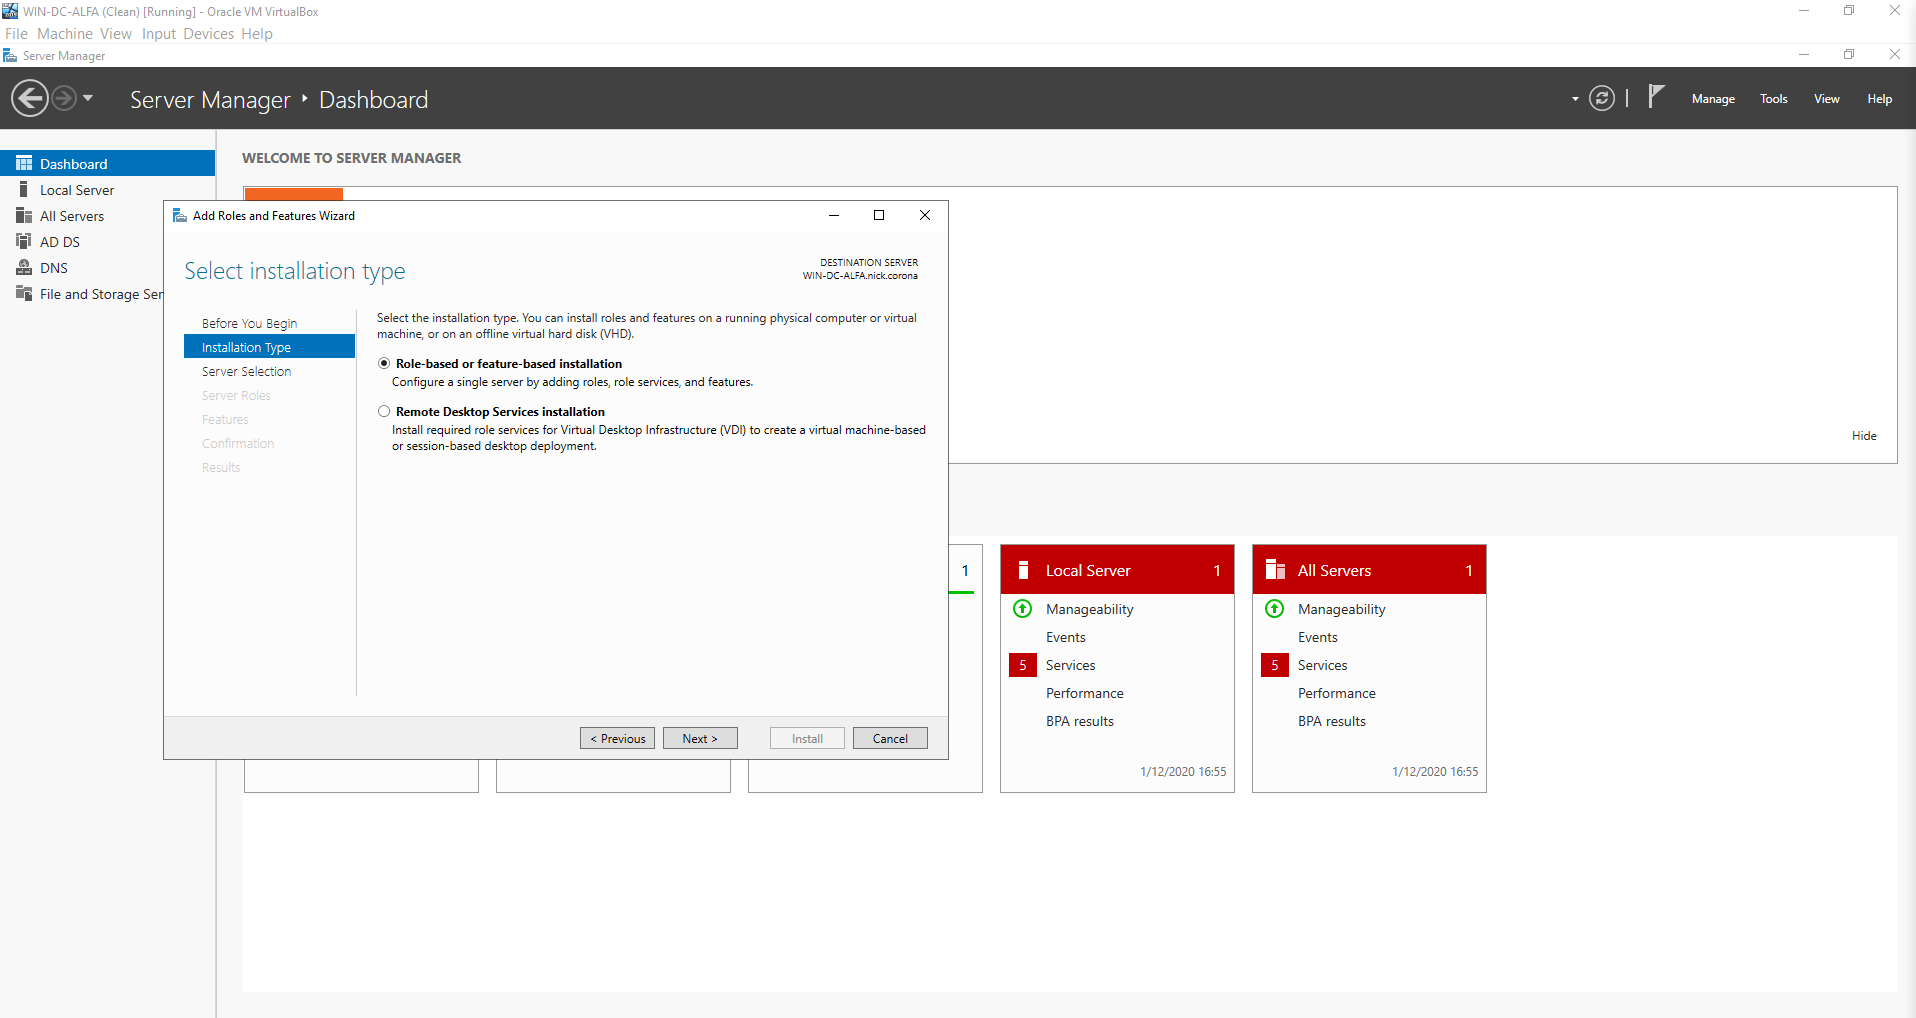 WIN-DC-ALFA (Clean) [Running] - Oracle VM VirtualBox
File Machine View Input Devices Help
Server Manager
Server Manager Dashboard
Manage Tools View Help
Dashboard
Local Server
All Servers
AD DS
DNS
File and Storage Ser
WELCOME TO SERVER MANAGER
Hide
Add Roles and Features Wizard
Select installation type
DESTINATION SERVER
WIN-DC-ALFA.nick.corona
Before You Begin
Installation Type
Server Selection
Server Roles
Features
Confirmation
Results
Select the installation type. You can install roles and features on a running physical computer or virtual
machine, or on an offline virtual hard disk (VHD).
Role-based or feature-based installation
Configure a single server by adding roles, role services, and features.
Remote Desktop Services installation
Install required role services for Virtual Desktop Infrastructure (VDI) to create a virtual machine-based
or session-based desktop deployment.
< Previous Next > Install Cancel
1
Local Server 1
Manageability
Events
5 Services
Performance
BPA results
1/12/2020 16:55
All Servers 1
Manageability
Events
5 Services
Performance
BPA results
1/12/2020 16:55